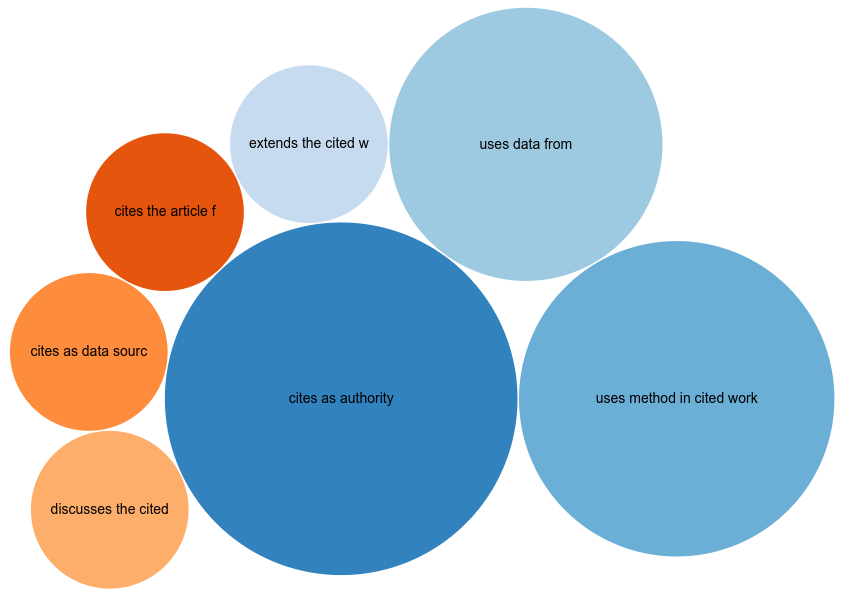 extends the cited w
uses data from
cites the article f
cites as data sourc
cites as authority
uses method in cited work
discusses the cited